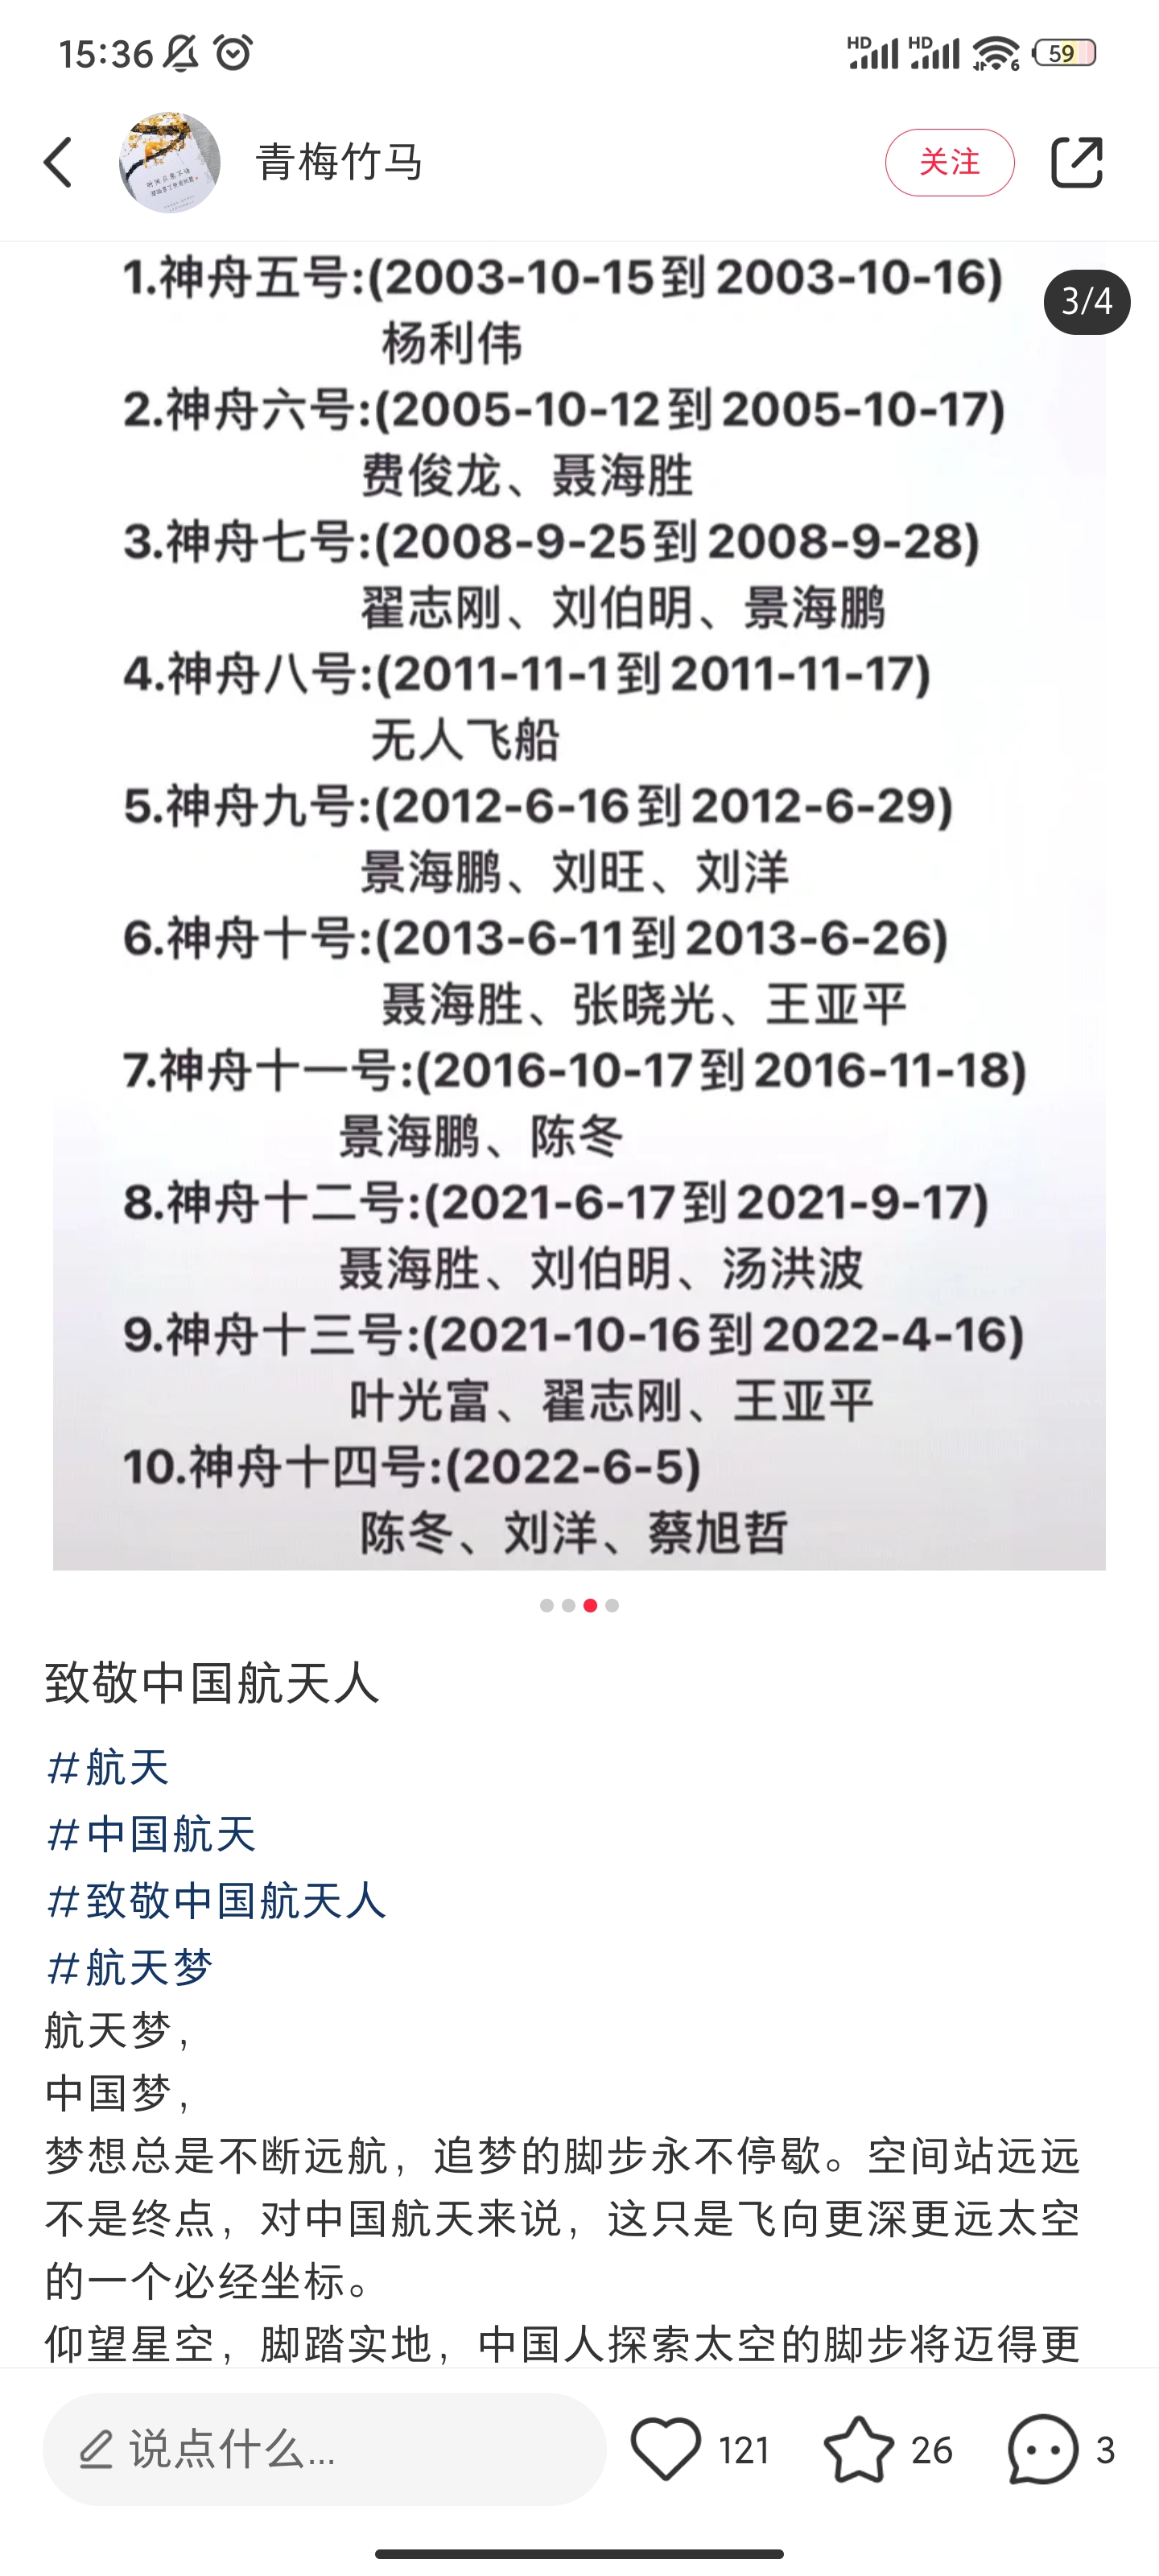 15:36
HD HD 6 59
青梅竹马
关注
3/4
1.神舟五号:(2003-10-15到2003-10-16)
杨利伟
2.神舟六号:(2005-10-12到2005-10-17)
费俊龙、聂海胜
3.神舟七号:(2008-9-25到2008-9-28)
翟志刚、刘伯明、景海鹏
4.神舟八号:(2011-11-1到2011-11-17)
无人飞船
5.神舟九号:(2012-6-16到2012-6-29)
景海鹏、刘旺、刘洋
6.神舟十号:(2013-6-11到2013-6-26)
聂海胜、张晓光、王亚平
7.神舟十一号:(2016-10-17到2016-11-18)
景海鹏、陈冬
8.神舟十二号:(2021-6-17到2021-9-17)
聂海胜、刘伯明、汤洪波
9.神舟十三号:(2021-10-16到2022-4-16)
叶光富、翟志刚、王亚平
10.神舟十四号:(2022-6-5)
陈冬、刘洋、蔡旭哲
致敬中国航天人
#航天
#中国航天
#致敬中国航天人
#航天梦
航天梦，
中国梦，
梦想总是不断远航，追梦的脚步永不停歇。空间站远远
不是终点，对中国航天来说，这只是飞向更深更远太空
的一个必经坐标。
仰望星空，脚踏实地，中国人探索太空的脚步将迈得更
说点什么...
121
26
3